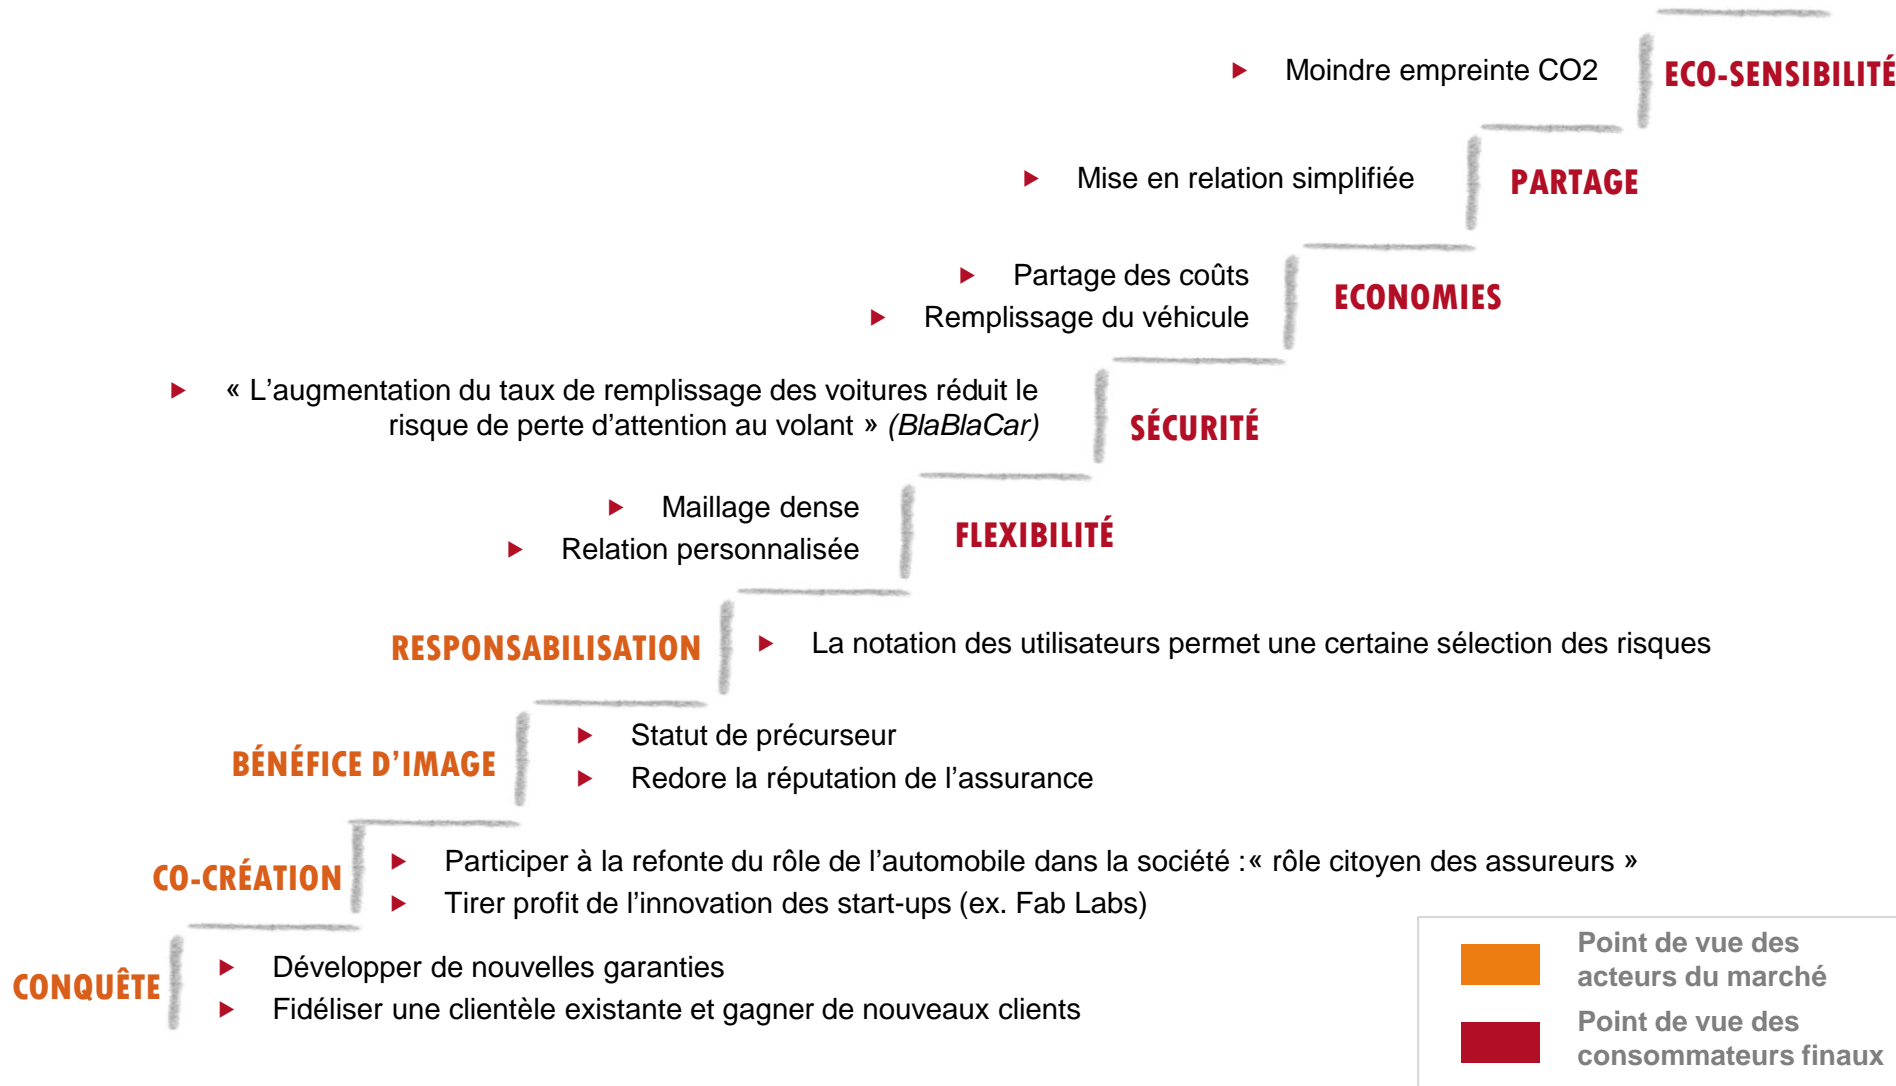 Moindre empreinte CO2
ECO-SENSIBILITÉ
Mise en relation simplifiée
PARTAGE
Partage des coûts
Remplissage du véhicule
ECONOMIES
« L’augmentation du taux de remplissage des voitures réduit le
risque de perte d’attention au volant » (BlaBlaCar)
SÉCURITÉ
Maillage dense
Relation personnalisée
FLEXIBILITÉ
RESPONSABILISATION
La notation des utilisateurs permet une certaine sélection des risques
BÉNÉFICE D’IMAGE
Statut de précurseur
Redore la réputation de l’assurance
CO-CRÉATION
Participer à la refonte du rôle de l’automobile dans la société :« rôle citoyen des assureurs »
Tirer profit de l’innovation des start-ups (ex. Fab Labs)
CONQUÊTE
Développer de nouvelles garanties
Fidéliser une clientèle existante et gagner de nouveaux clients
Point de vue des
acteurs du marché
Point de vue des
consommateurs finaux